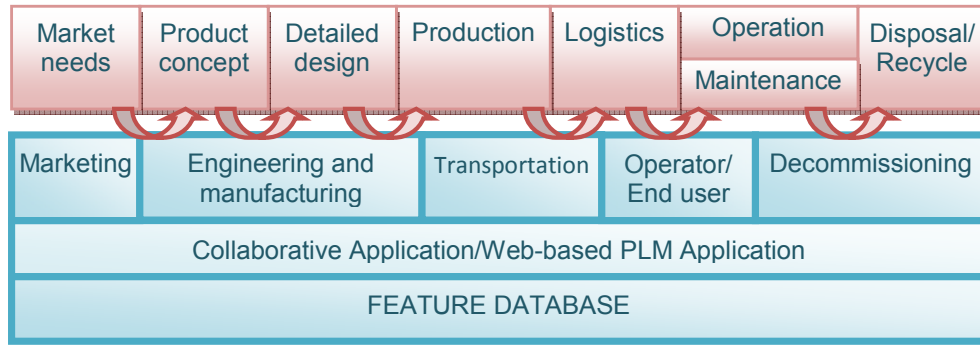 Market
needs
Product
concept
Detailed
design
Production
Logistics
Operation
Maintenance
Disposal/
Recycle
Marketing
Engineering and
manufacturing
Transportation
Operator/
End user
Decommissioning
Collaborative Application/Web-based PLM Application
FEATURE DATABASE